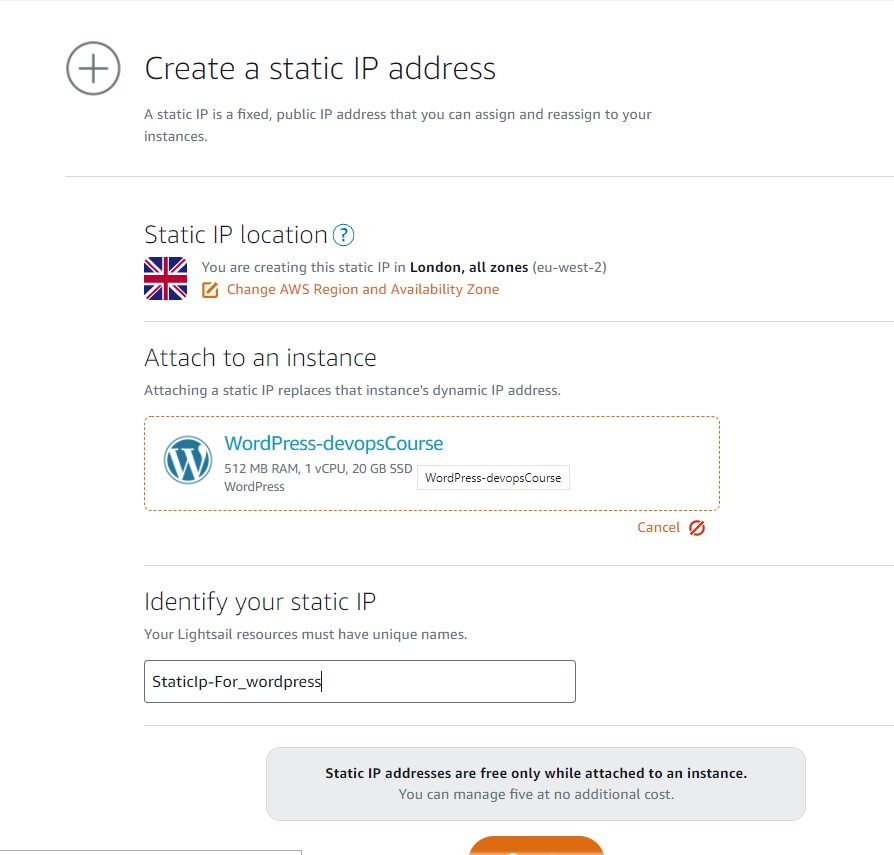 Create a static IP address
A static IP is a fixed, public IP address that you can assign and reassign to your
instances.
Static IP location ?
You are creating this static IP in London, all zones (eu-west-2)
Change AWS Region and Availability Zone
Attach to an instance
Attaching a static IP replaces that instance's dynamic IP address.
WordPress-devopsCourse
512 MB RAM, 1 vCPU, 20 GB SSD
WordPress-devopsCourse
WordPress
Cancel
Identify your static IP
Your Lightsail resources must have unique names.
StaticIp-For_wordpress
Static IP addresses are free only while attached to an instance.
You can manage five at no additional cost.